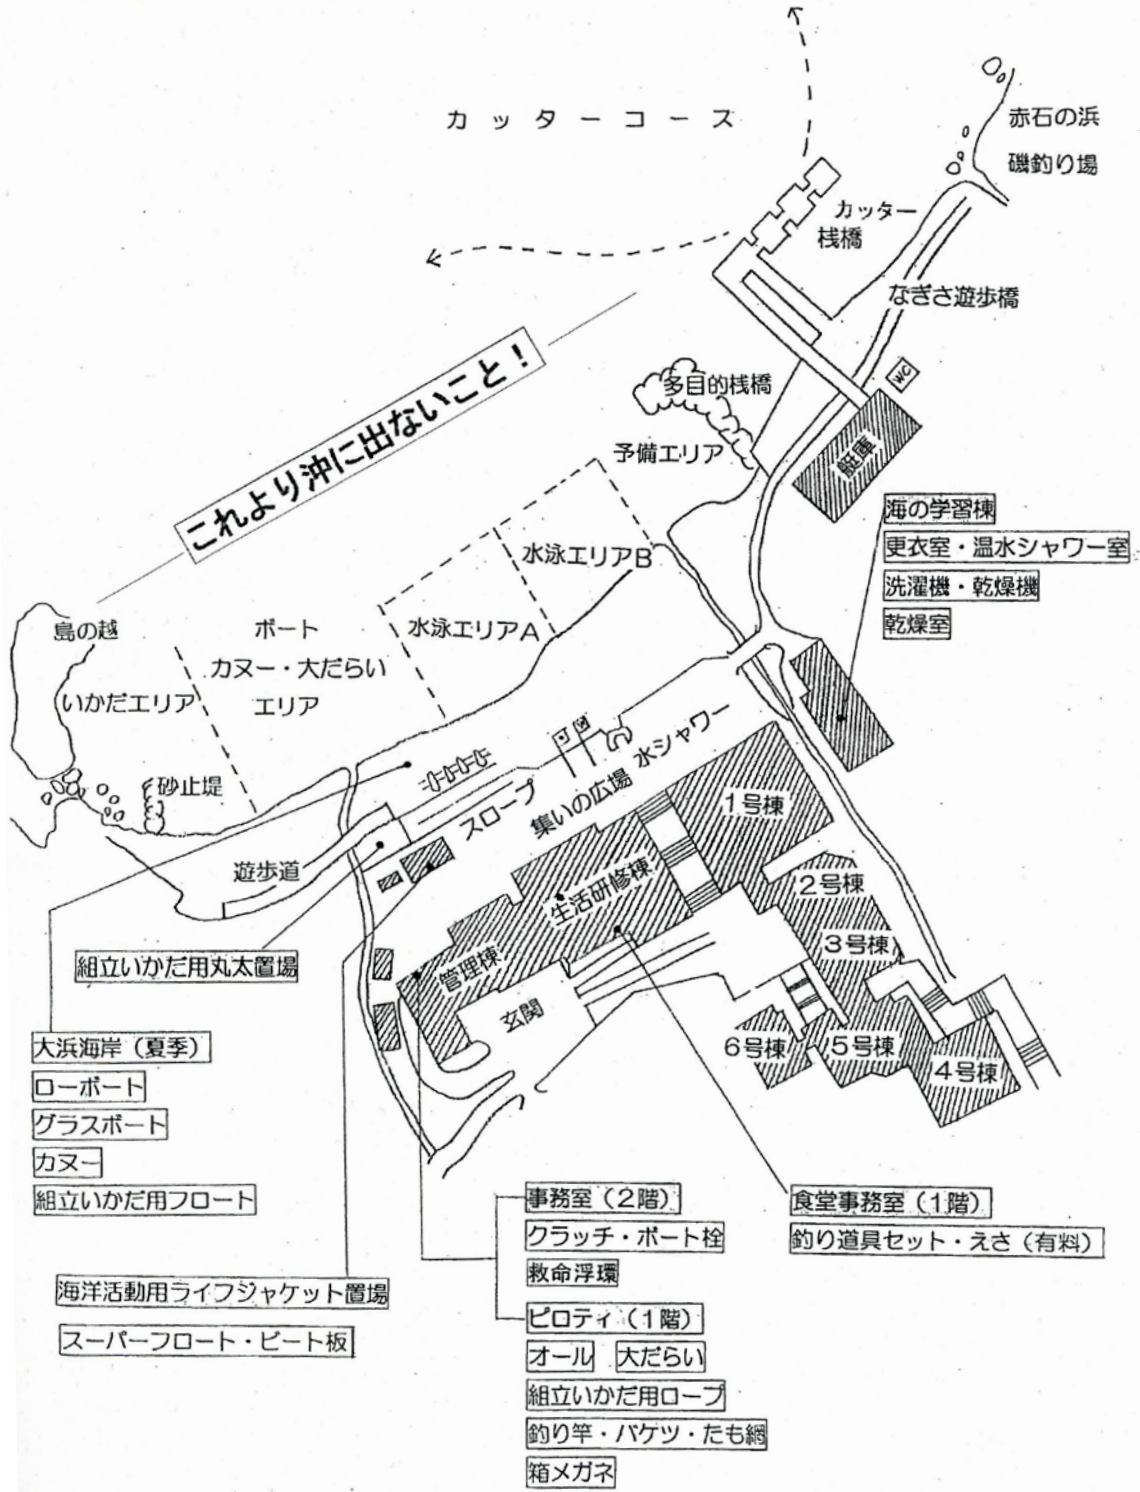 カッターコース
赤石の浜
磯釣り場
カッター
桟橋
なぎさ遊歩橋
WC
これより沖に出ないこと！
多目的桟橋
予備エリア
艇庫
海の学習棟
更衣室・温水シャワー室
洗濯機・乾燥機
乾燥室
水泳エリアB
水泳エリアA
島の越
ボート
カヌー・大だらい
エリア
いかだエリア
砂止堤
水シャワー
集いの広場
スロープ
遊歩道
1号棟
2号棟
3号棟
生活研修棟
管理棟
玄関
6号棟
5号棟
4号棟
組立いかだ用丸太置場
大浜海岸（夏季）
ローボート
グラスボート
カヌー
組立いかだ用フロート
海洋活動用ライフジャケット置場
スーパーフロート・ビート板
事務室（2階）
クラッチ・ボート栓
救命浮環
ピロティ（1階）
オール　大だらい
組立いかだ用ロープ
釣り竿・バケツ・たも網
箱メガネ
食堂事務室（1階）
釣り道具セット・えさ（有料）